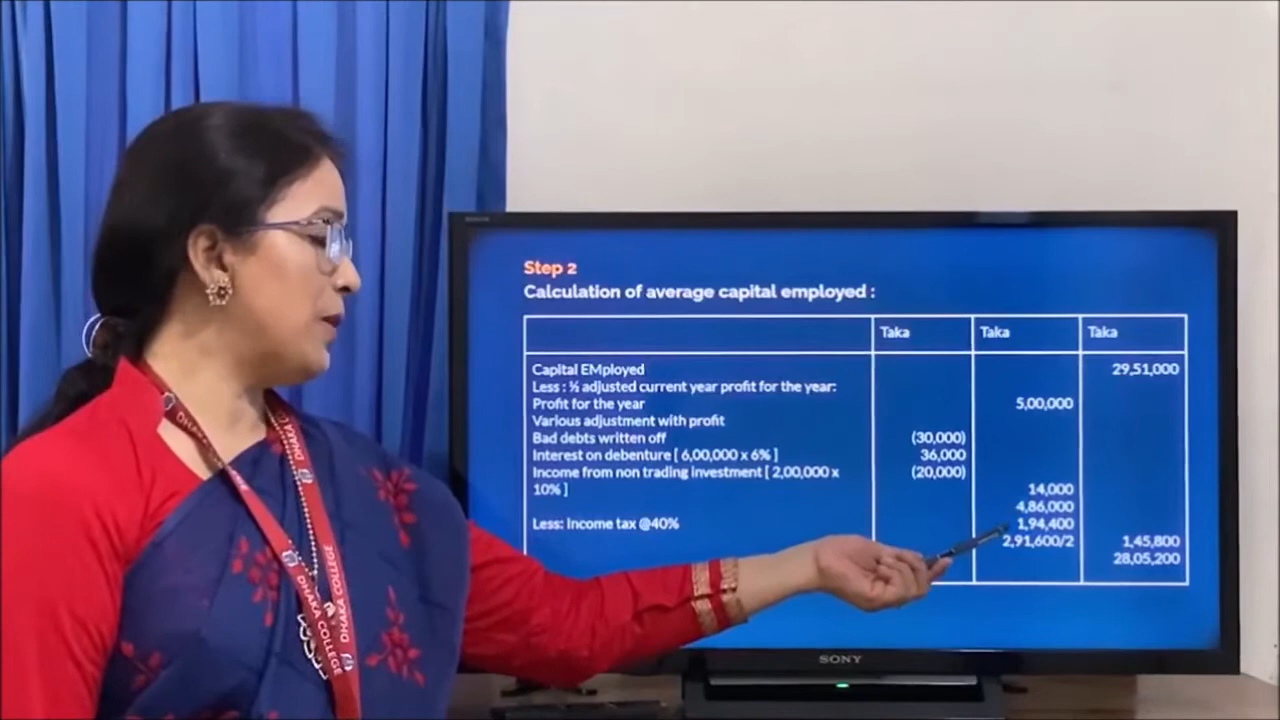 Step 2
Calculation of average capital employed :
Taka Taka Taka
Capital EMployed 29,51,000
Less : ½ adjusted current year profit for the year:
Profit for the year 5,00,000
Various adjustment with profit
Bad debts written off (30,000)
Interest on debenture [ 6,00,000 x 6% ] 36,000
Income from non trading investment [ 2,00,000 x (20,000)
10% ] 14,000
4,86,000
Less: Income tax @40% 1,94,400
2,91,600/2 1,45,800
28,05,200
SONY
DHAKA COLLEGE
DHAKA COLLEGE